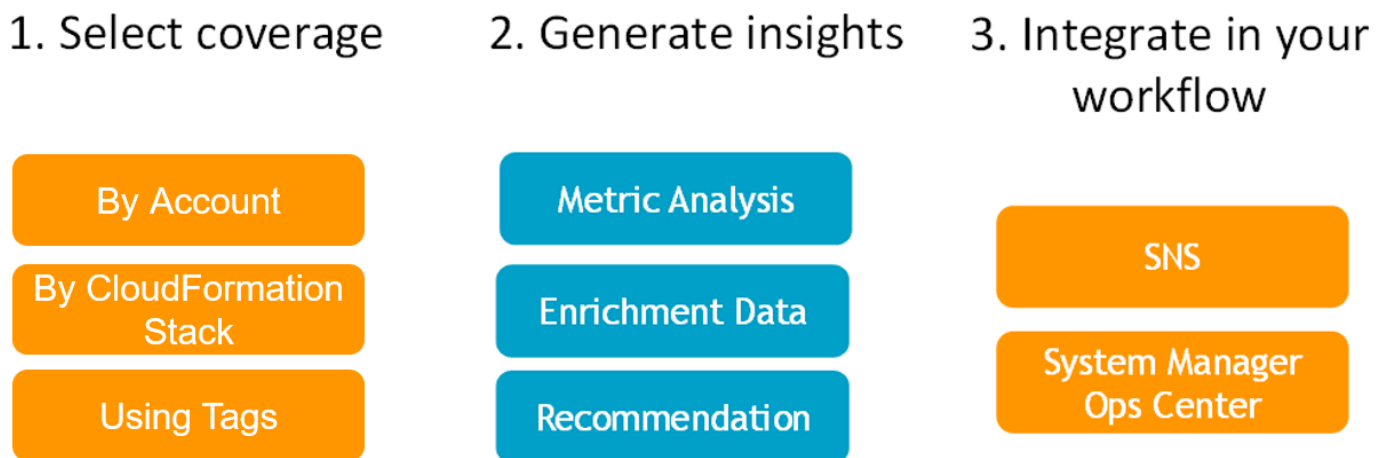 1. Select coverage
By Account
By CloudFormation
Stack
Using Tags
2. Generate insights
Metric Analysis
Enrichment Data
Recommendation
3. Integrate in your
workflow
SNS
System Manager
Ops Center